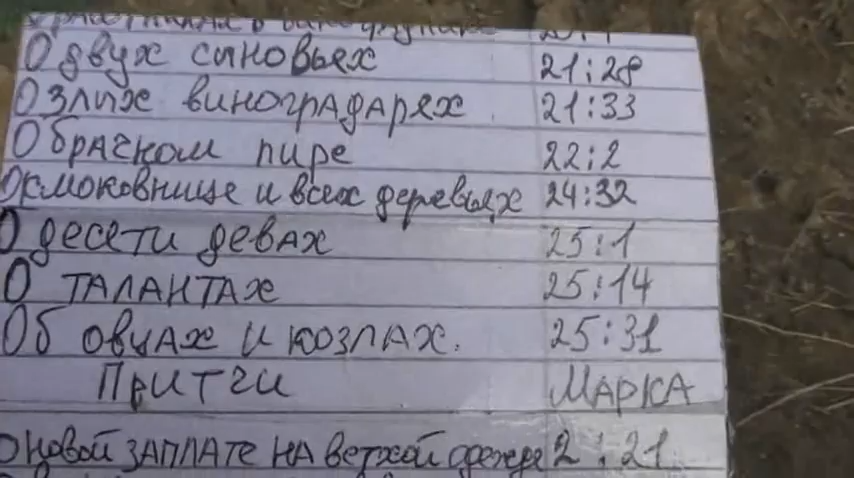 О двух сыновьях 21:28
О злых виноградарях 21:33
О брачном пире 22:2
О смоковнице и всех деревьях 24:32
О десети девах 25:1
О ТАЛАНТАХ 25:14
Об овцах и козлах. 25:31
Притчи МАРКА
О новой ЗАПЛАТЕ НА ветхой одежде 2:21